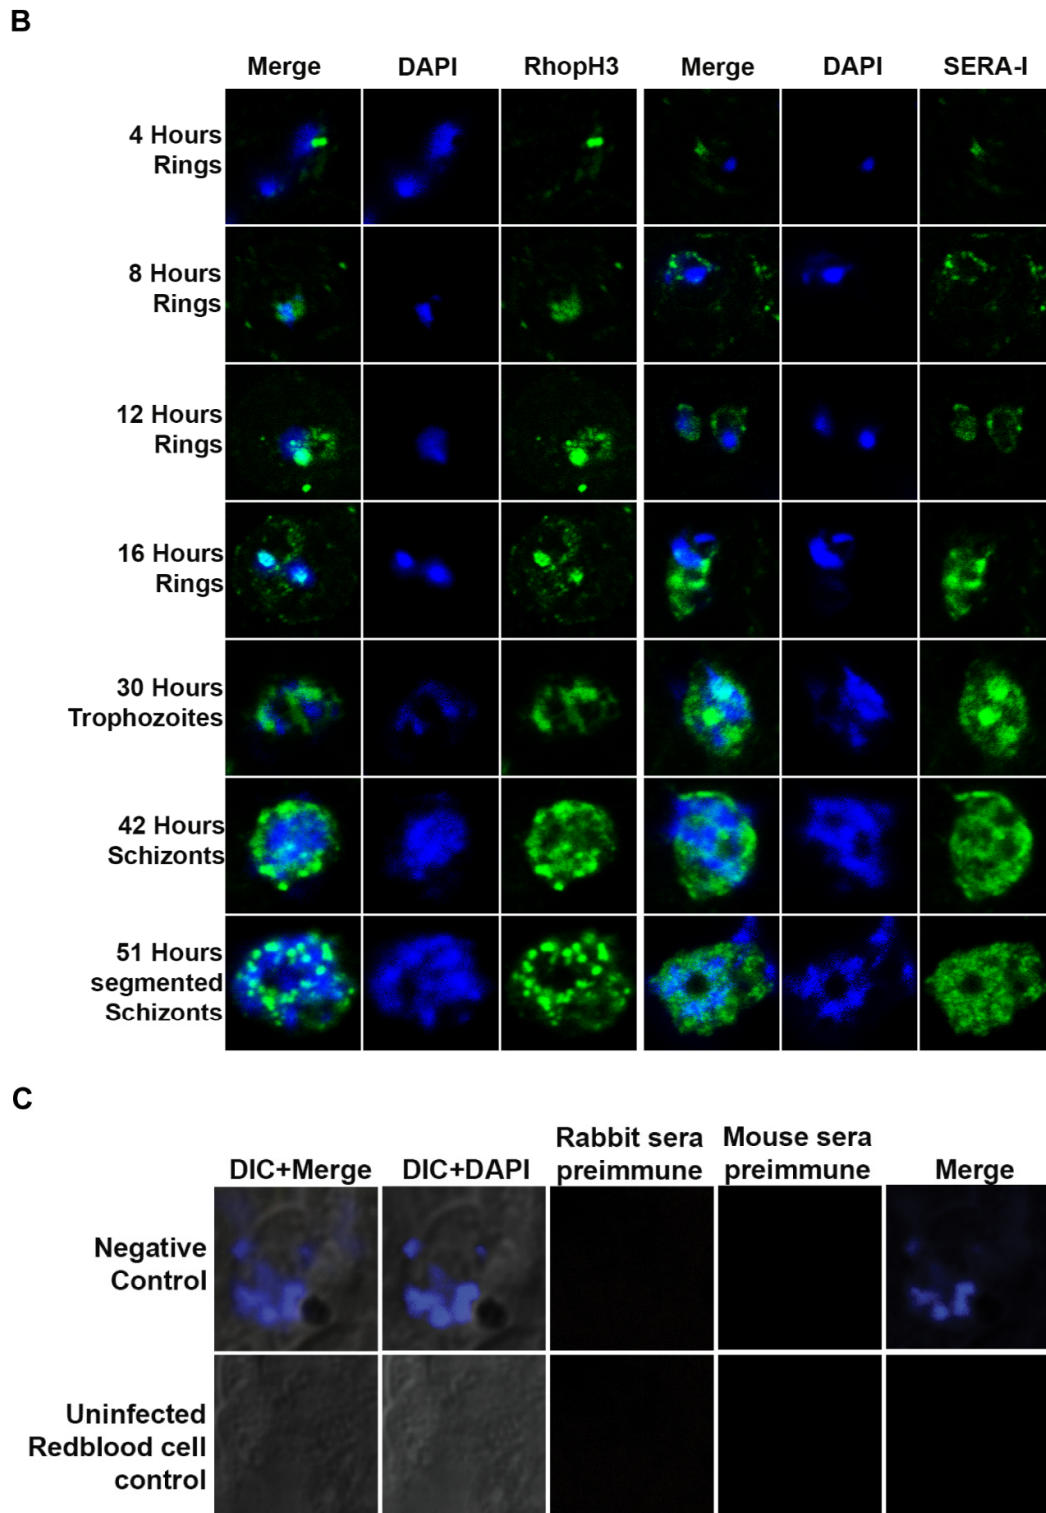 B
Merge DAPI RhopH3 Merge DAPI SERA-I
4 Hours
Rings
8 Hours
Rings
12 Hours
Rings
16 Hours
Rings
30 Hours
Trophozoites
42 Hours
Schizonts
51 Hours
segmented
Schizonts
C
DIC+Merge DIC+DAPI Rabbit sera preimmune Mouse sera preimmune Merge
Negative
Control
Uninfected
Redblood cell
control